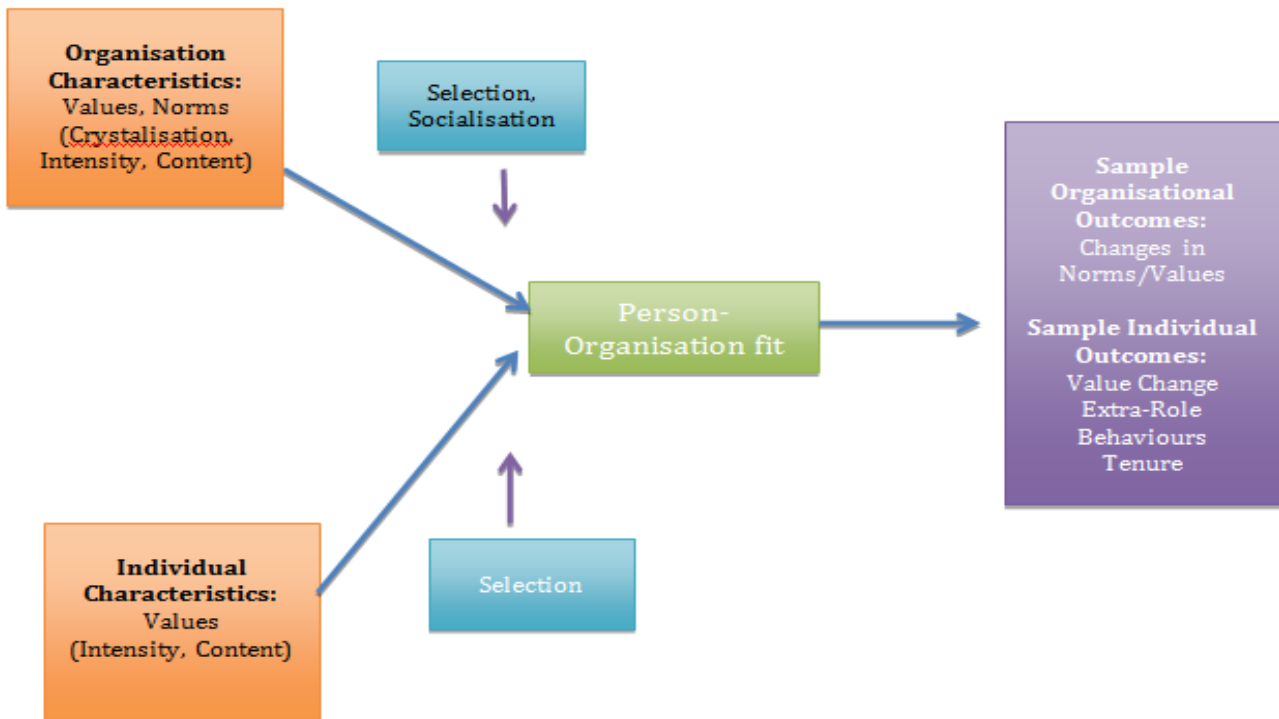 Organisation
Characteristics:
Values, Norms
(Crystalisation,
Intensity, Content)
Selection,
Socialisation
Person-
Organisation fit
Sample
Organisational
Outcomes:
Changes in
Norms/Values
Sample Individual
Outcomes:
Value Change
Extra-Role
Behaviours
Tenure
Individual
Characteristics:
Values
(Intensity, Content)
Selection